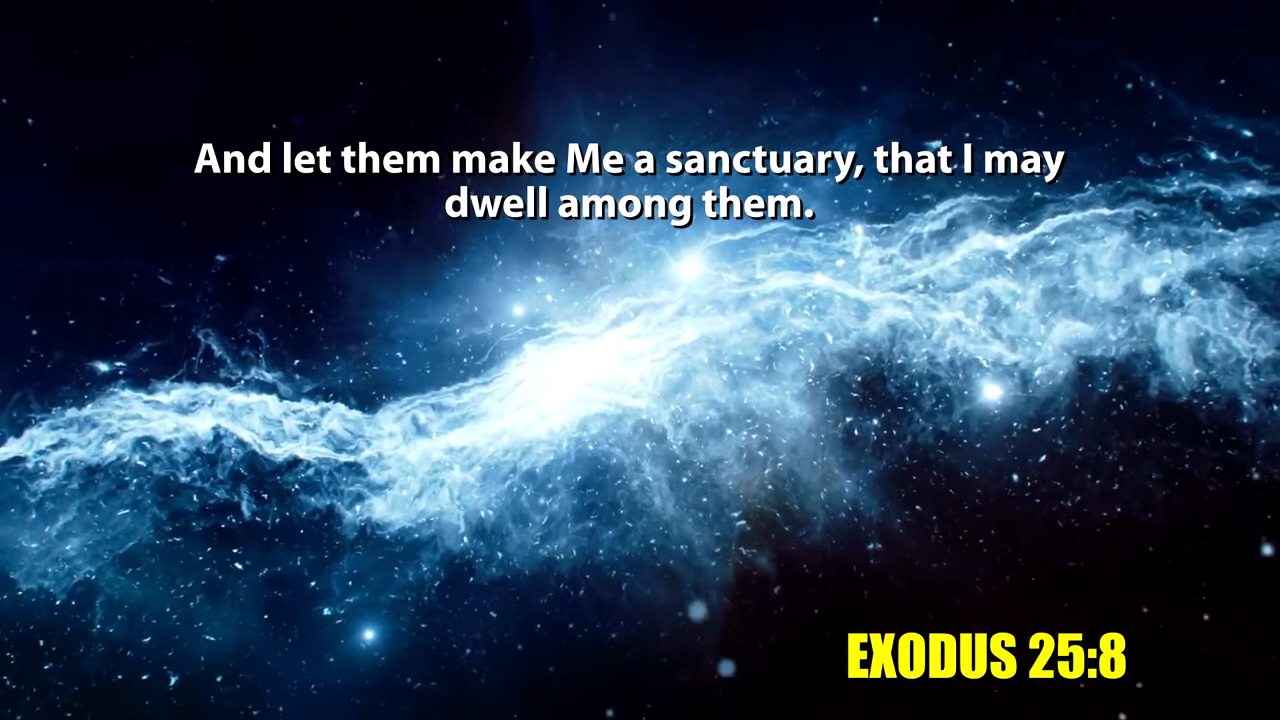 And let them make Me a sanctuary, that I may
dwell among them.
EXODUS 25:8